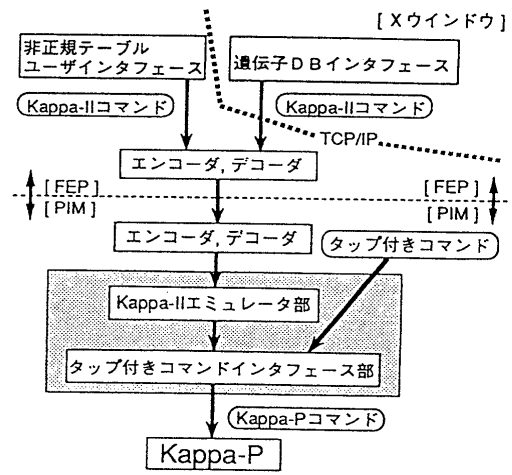 [ Xウインドウ ]
非正規テーブル
ユーザインタフェース
遺伝子DBインタフェース
Kappa-IIコマンド
Kappa-IIコマンド
TCP/IP
エンコーダ, デコーダ
[ FEP ]
[ FEP ]
[ PIM ]
[ PIM ]
エンコーダ, デコーダ
タップ付きコマンド
Kappa-IIエミュレータ部
タップ付きコマンドインタフェース部
Kappa-Pコマンド
Kappa-P